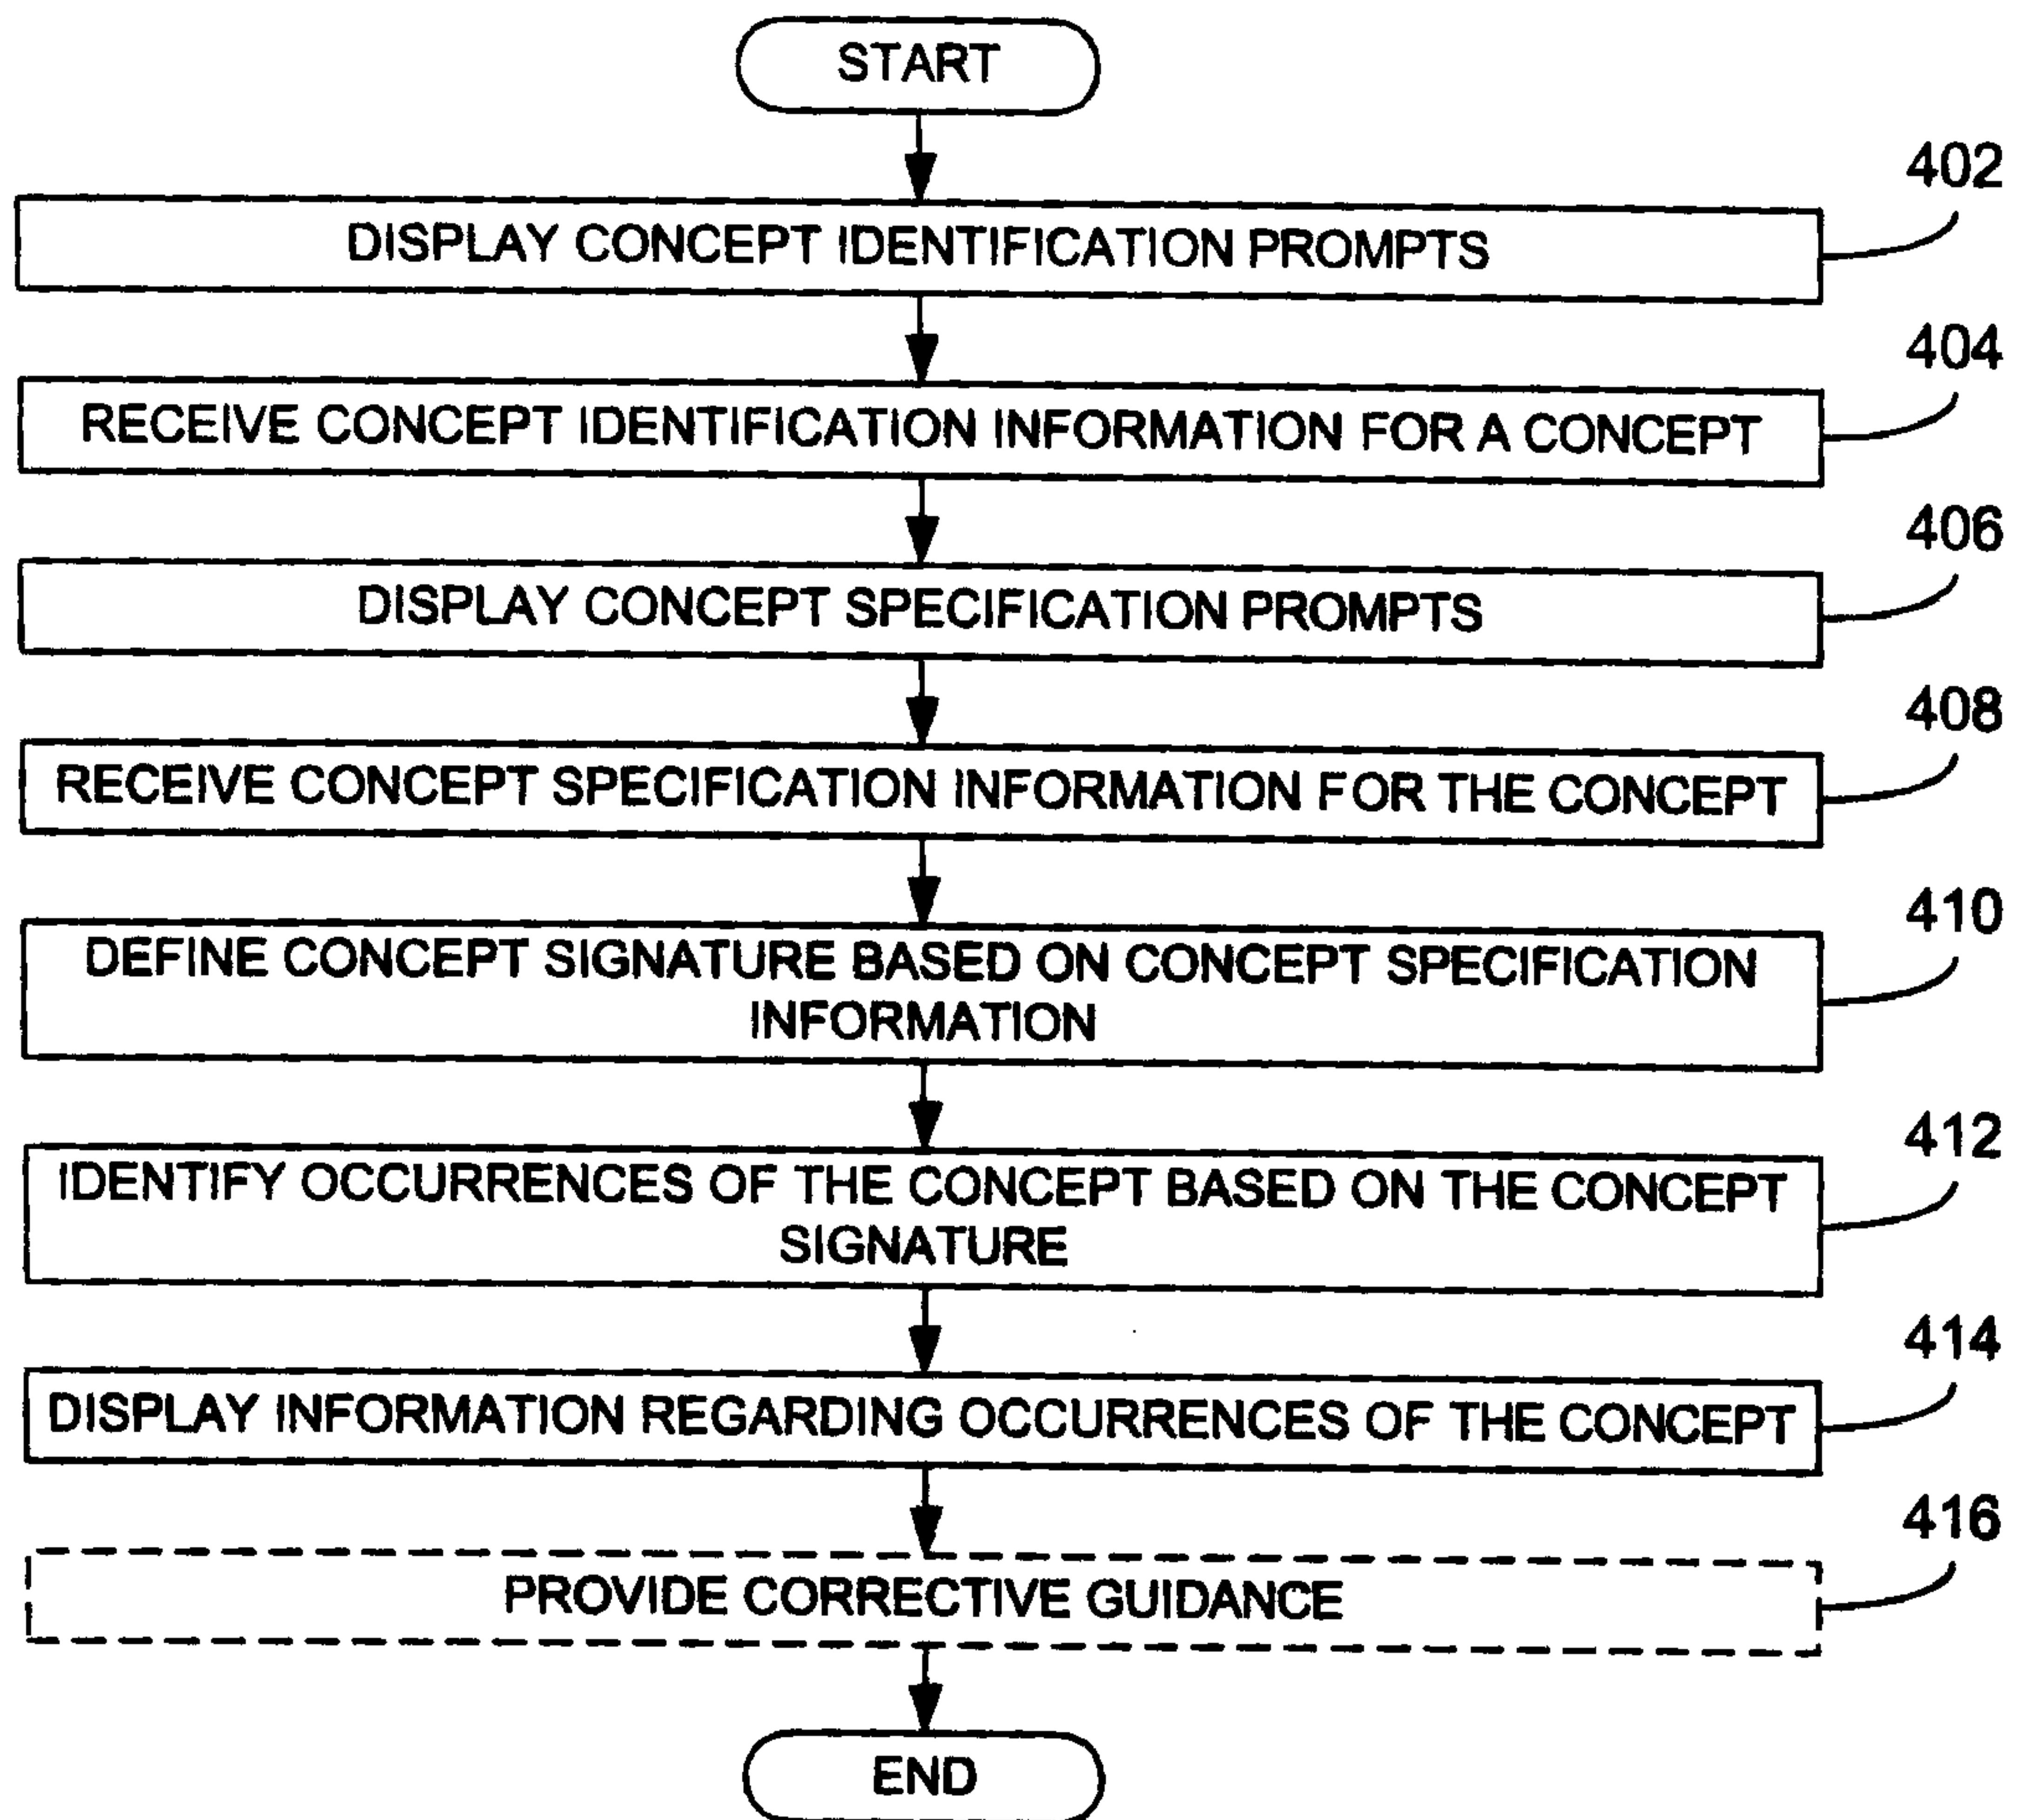 START
402
DISPLAY CONCEPT IDENTIFICATION PROMPTS
404
RECEIVE CONCEPT IDENTIFICATION INFORMATION FOR A CONCEPT
406
DISPLAY CONCEPT SPECIFICATION PROMPTS
408
RECEIVE CONCEPT SPECIFICATION INFORMATION FOR THE CONCEPT
410
DEFINE CONCEPT SIGNATURE BASED ON CONCEPT SPECIFICATION
INFORMATION
412
IDENTIFY OCCURRENCES OF THE CONCEPT BASED ON THE CONCEPT
SIGNATURE
414
DISPLAY INFORMATION REGARDING OCCURRENCES OF THE CONCEPT
416
PROVIDE CORRECTIVE GUIDANCE
END